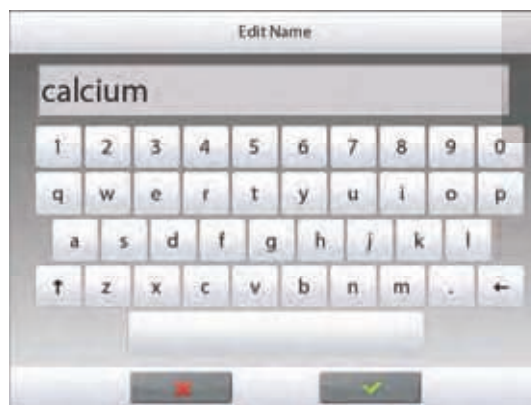 Edit Name
calcium
1 2 3 4 5 6 7 8 9 0
q w e r t y u i o p
a s d f g h j k l
↑ z x c v b n m . ←